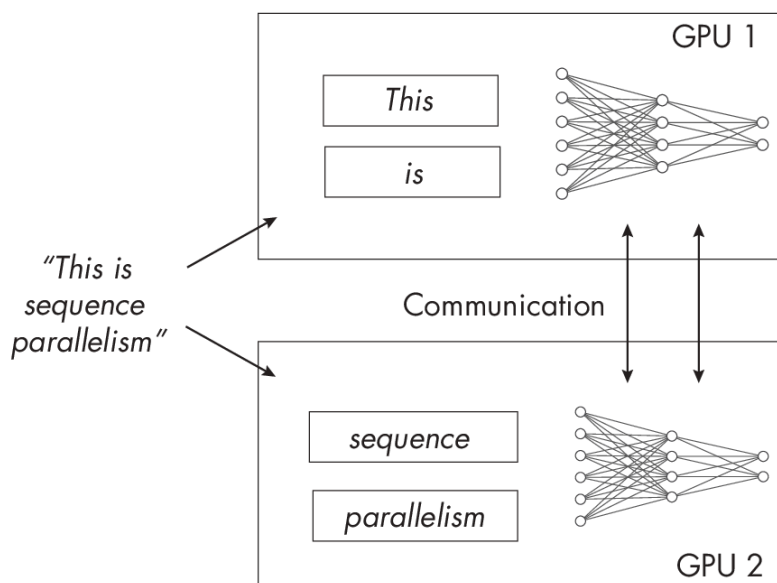 GPU 1
This
is
“This is
sequence
parallelism”
Communication
sequence
parallelism
GPU 2